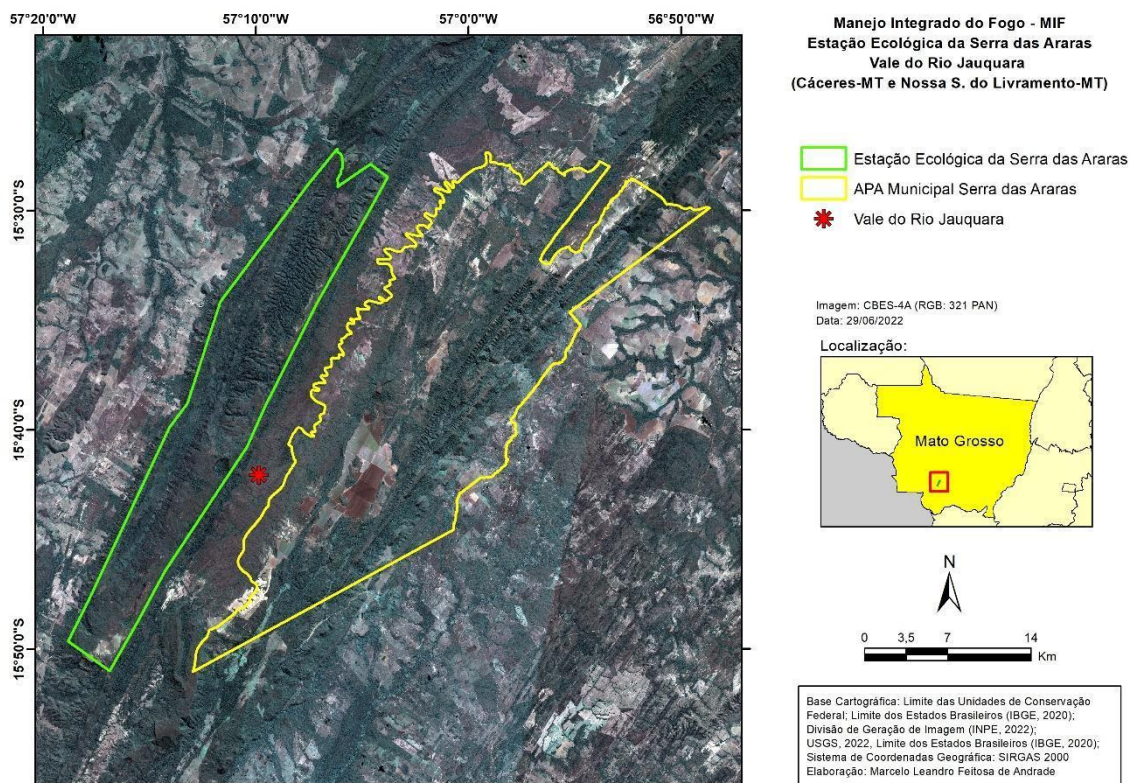 57°20'0"W
57°10'0"W
57°0'0"W
56°50'0"W
15°30'0"S
15°40'0"S
15°50'0"S
Manejo Integrado do Fogo - MIF
Estação Ecológica da Serra das Araras
Vale do Rio Jauquara
(Cáceres-MT e Nossa S. do Livramento-MT)
Estação Ecológica da Serra das Araras
APA Municipal Serra das Araras
Vale do Rio Jauquara
Imagem: CBES-4A (RGB: 321 PAN)
Data: 29/06/2022
Localização:
Mato Grosso
N
0 3,5 7 14
Km
Base Cartográfica: Limite das Unidades de Conservação
Federal; Limite dos Estados Brasileiros (IBGE, 2020);
Divisão de Geração de Imagem (INPE, 2022);
USGS, 2022, Limite dos Estados Brasileiros (IBGE, 2020);
Sistema de Coordenadas Geográfica: SIRGAS 2000
Elaboração: Marcelo Leandro Feitosa de Andrade